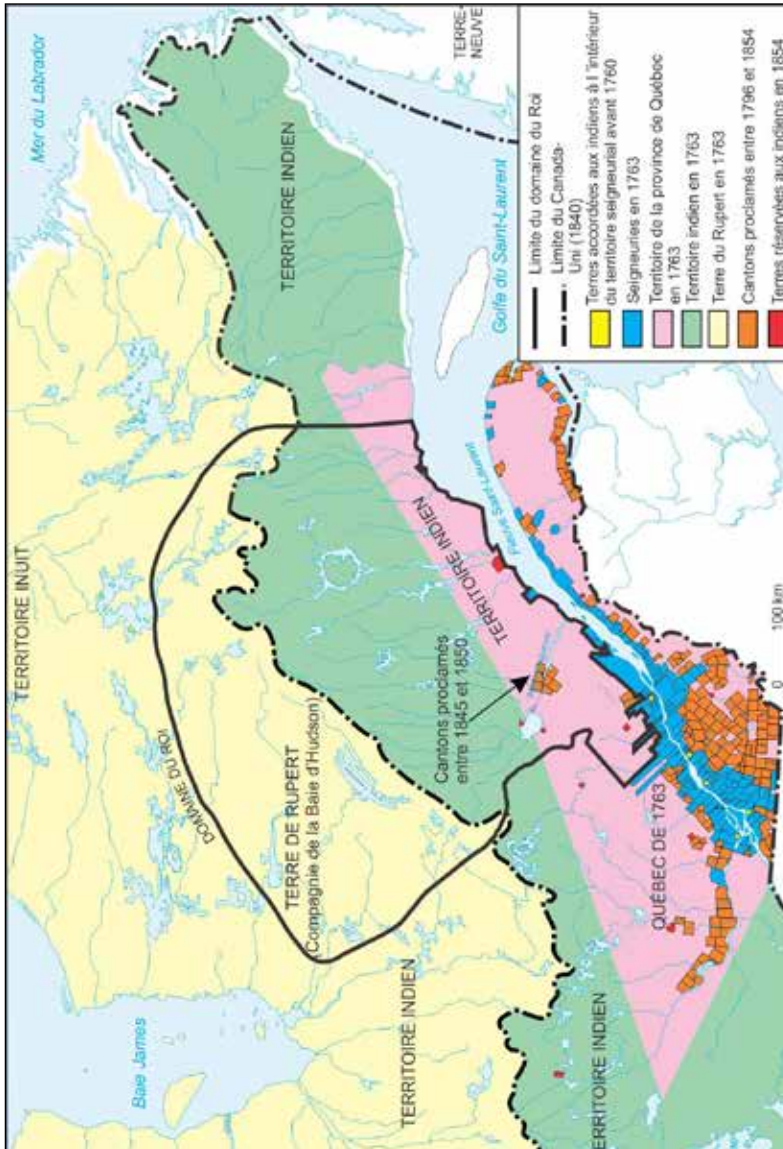 Mer du Labrador
TERRE-
NEUVE
TERRITOIRE INUIT
TERRITOIRE INDIEN
Golfe du Saint-Laurent
DOMAINE DU ROI
TERRE DE RUPERT
(Compagnie de la Baie d'Hudson)
Baie James
TERRITOIRE INDIEN
TERRITOIRE INDIEN
Fleuve Saint-Laurent
Cantons proclamés
entre 1845 et 1850
QUÉBEC DE 1763
TERRITOIRE INDIEN
ERRITOIRE INDIEN
0 100 km
Limite du domaine du Roi
Limite du Canada-
Uni (1840)
Terres accordées aux indiens à l'intérieur
du territoire seigneurial avant 1760
Seigneuries en 1763
Territoire de la province de Québec
en 1763
Territoire indien en 1763
Terre du Rupert en 1763
Cantons proclamés entre 1796 et 1854
Terres réservées aux indiens en 1854